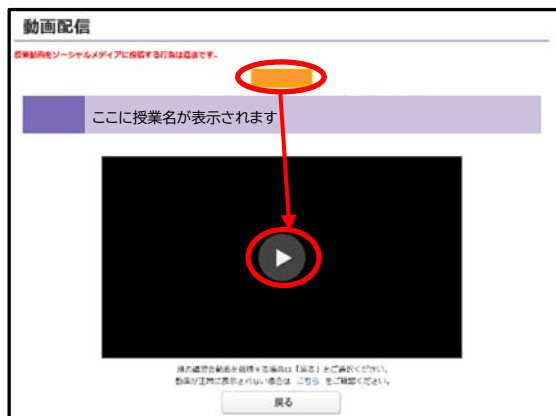 動画配信
授業動画をソーシャルメディアに投稿する行為は違法です。
ここに授業名が表示されます
別の講習会動画を視聴する場合は「戻る」をご選択ください。
動画が正常に表示されない場合は こちら をご確認ください。
戻る